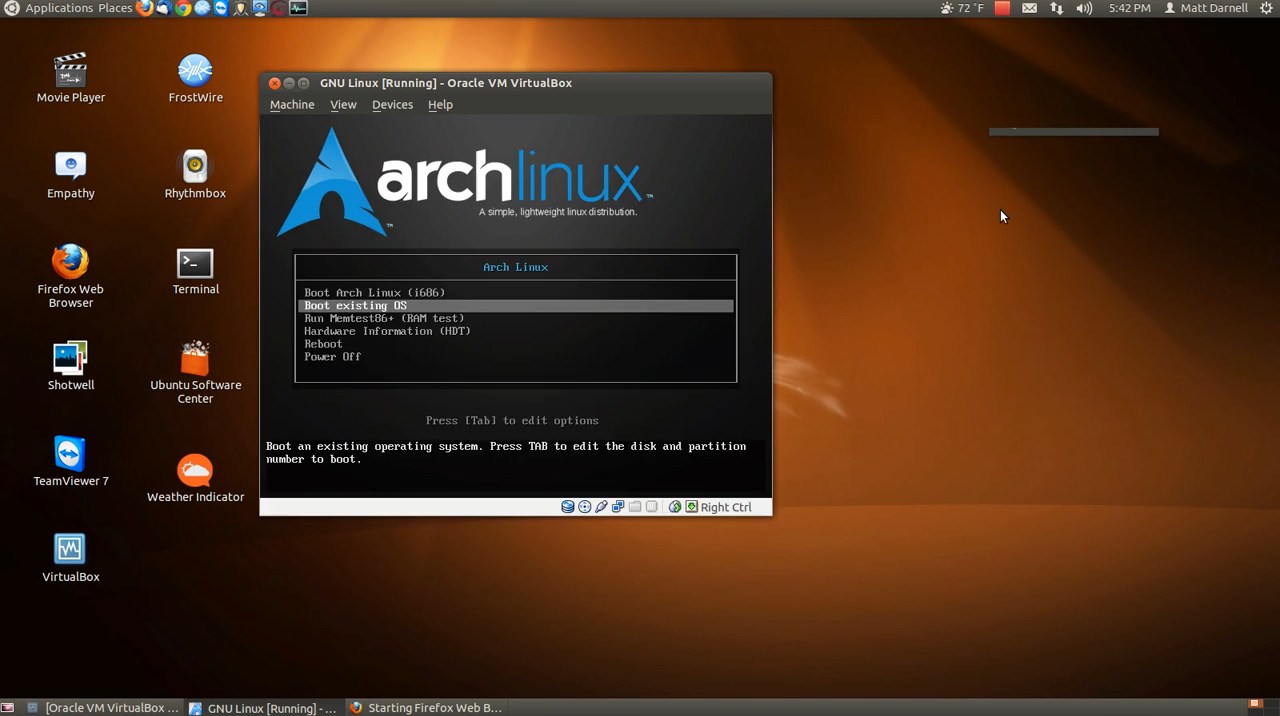 Applications Places
72 °F
5:42 PM
Matt Darnell
Movie Player
FrostWire
Empathy
Rhythmbox
Firefox Web
Browser
Terminal
Shotwell
Ubuntu Software
Center
TeamViewer 7
Weather Indicator
VirtualBox
GNU Linux [Running] - Oracle VM VirtualBox
Machine View Devices Help
archlinux™
A simple, lightweight linux distribution.
™
Arch Linux
Boot Arch Linux (i686)
Boot existing OS
Run Memtest86+ (RAM test)
Hardware Information (HDT)
Reboot
Power Off
Press [Tab] to edit options
Boot an existing operating system. Press TAB to edit the disk and partition
number to boot.
Right Ctrl
[Oracle VM VirtualBox ...
GNU Linux [Running] - ...
Starting Firefox Web B...